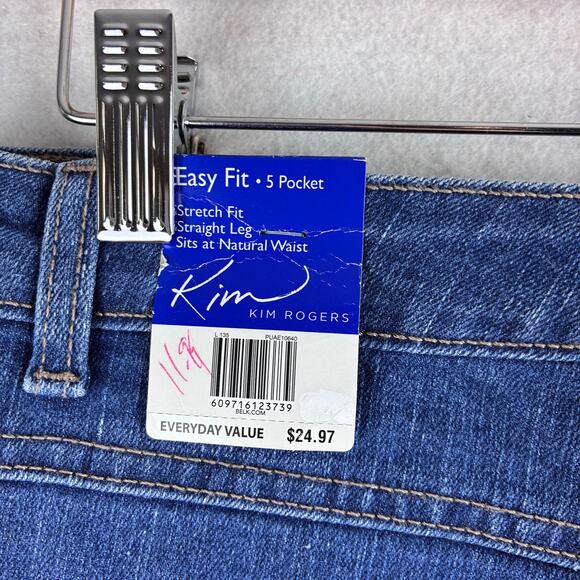 Easy Fit • 5 Pocket
Stretch Fit
Straight Leg
Sits at Natural Waist
Kim
KIM ROGERS®
L 135 PUAE10640
609716123739
BELK.COM
EVERYDAY VALUE $24.97